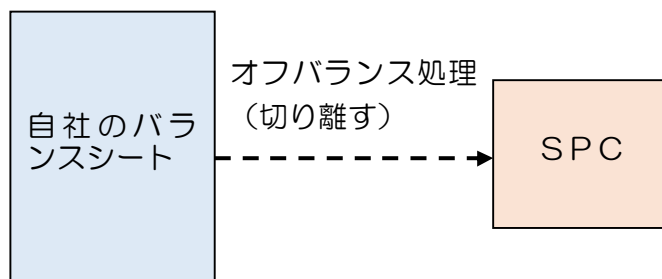 オフバランス処理
（切り離す）
自社のバラ
ンスシート
ＳＰＣ